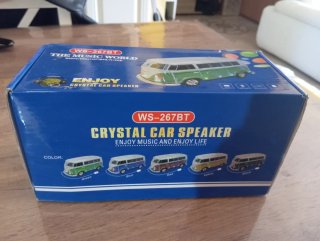 WS-267BT
THE MUSIC WORLD
ENJOY
CRYSTAL CAR SPEAKER
WS-267BT
CRYSTAL CAR SPEAKER
ENJOY MUSIC AND ENJOY LIFE
COLOR: